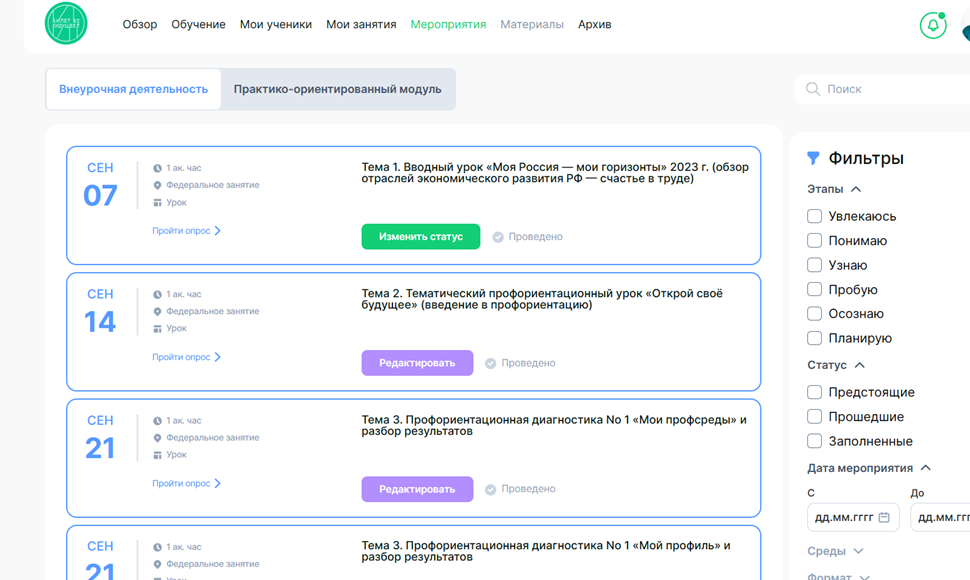 БИЛЕТ В БУДУЩЕЕ
Обзор Обучение Мои ученики Мои занятия Мероприятия Материалы Архив
Внеурочная деятельность Практико-ориентированный модуль
Поиск
СЕН
07
1 ак. час
Федеральное занятие
Урок
Пройти опрос
Тема 1. Вводный урок «Моя Россия — мои горизонты» 2023 г. (обзор
отраслей экономического развития РФ — счастье в труде)
Изменить статус Проведено
СЕН
14
1 ак. час
Федеральное занятие
Урок
Пройти опрос
Тема 2. Тематический профориентационный урок «Открой своё
будущее» (введение в профориентацию)
Редактировать Проведено
СЕН
21
1 ак. час
Федеральное занятие
Урок
Пройти опрос
Тема 3. Профориентационная диагностика No 1 «Мои профсреды» и
разбор результатов
Редактировать Проведено
СЕН
21
1 ак. час
Федеральное занятие
Урок
Тема 3. Профориентационная диагностика No 1 «Мой профиль» и
разбор результатов
Фильтры
Этапы
Увлекаюсь
Понимаю
Узнаю
Пробую
Осознаю
Планирую
Статус
Предстоящие
Прошедшие
Заполненные
Дата мероприятия
С До
дд.мм.гггг дд.мм.ггг
Среды
Формат